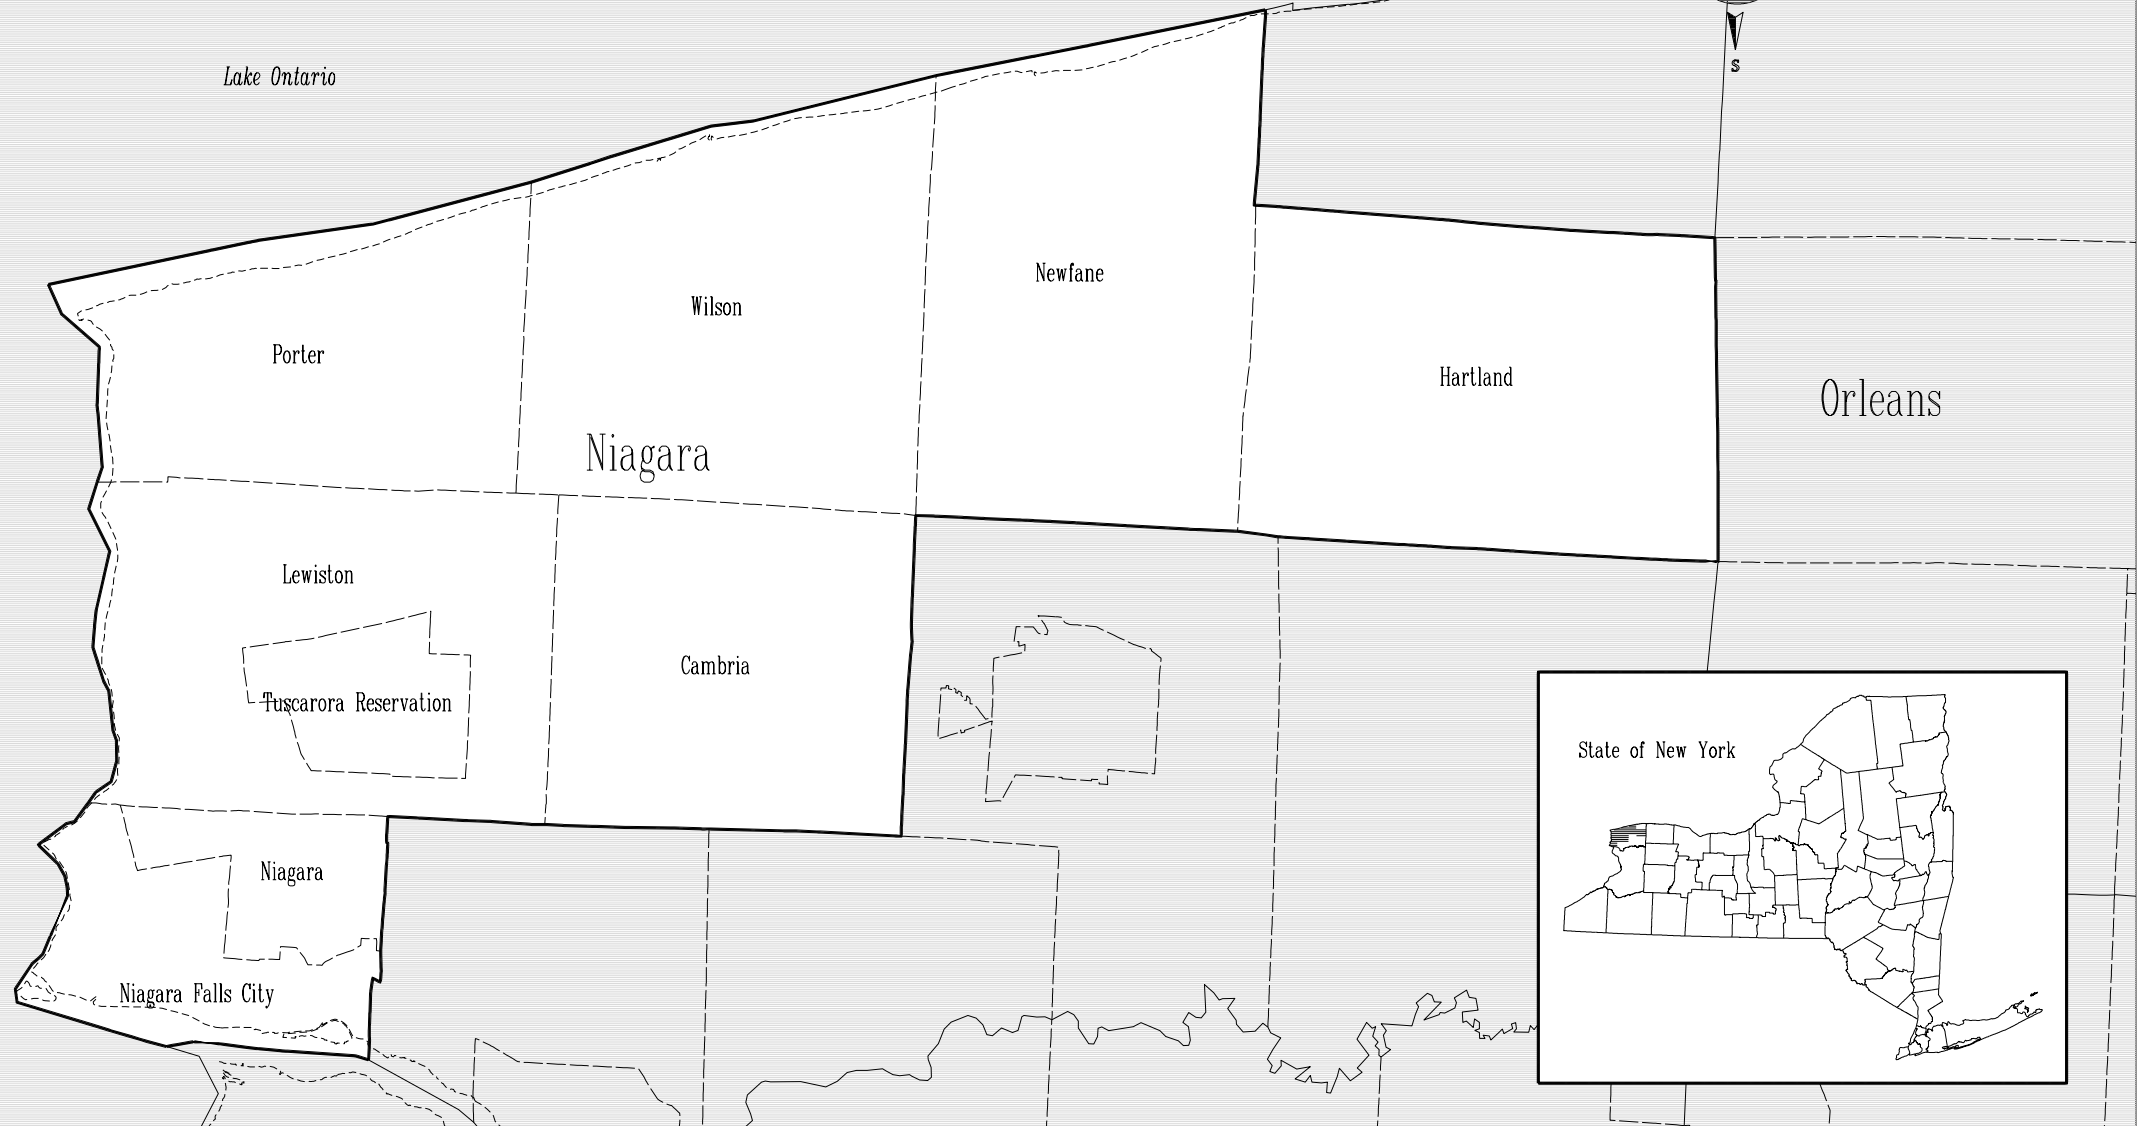 Lake Ontario
S
Newfane
Wilson
Porter
Hartland
Orleans
Niagara
Lewiston
Cambria
Tuscarora Reservation
State of New York
Niagara
Niagara Falls City